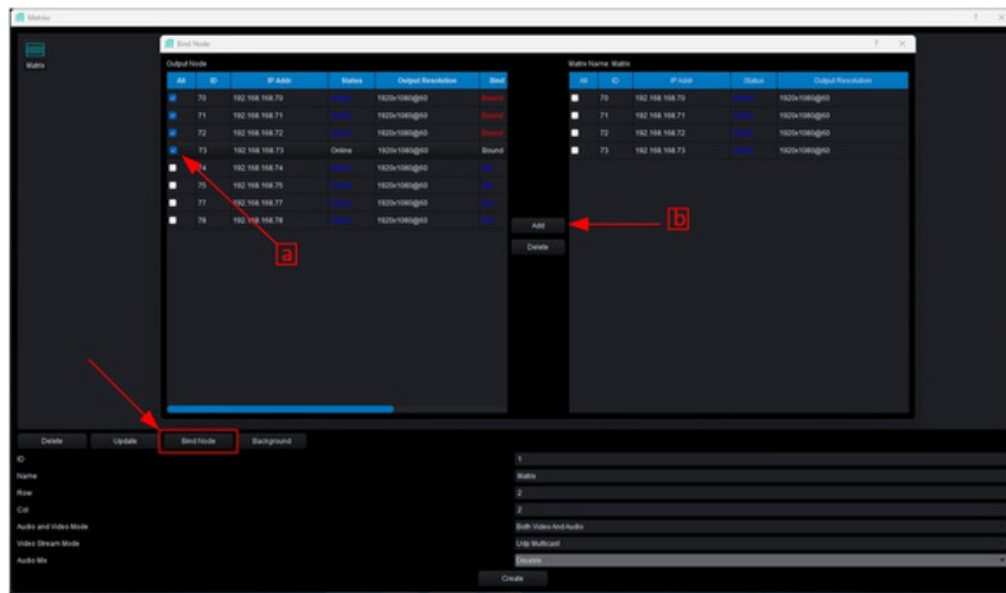 Matrix
? ×
Matrix
Bind Node
? ×
Output Node
Matrix Name: Matrix
All ID IP Addr Status Output Resolution Bind
All ID IP Addr Status Output Resolution
70 192.168.168.70 1920x1080@60 Bound
70 192.168.168.70 1920x1080@60
71 192.168.168.71 1920x1080@60 Bound
71 192.168.168.71 1920x1080@60
72 192.168.168.72 1920x1080@60 Bound
72 192.168.168.72 1920x1080@60
73 192.168.168.73 Online 1920x1080@60 Bound
73 192.168.168.73 1920x1080@60
74 192.168.168.74 1920x1080@60
75 192.168.168.75 1920x1080@60
77 192.168.168.77 1920x1080@60
78 192.168.168.78 1920x1080@60
Add
b
Delete
a
Delete Update Bind Node Background
ID 1
Name Matrix
Row 2
Col 2
Audio and Video Mode Both Video And Audio
Video Stream Mode Udp Multicast
Audio Mix Disable
Create